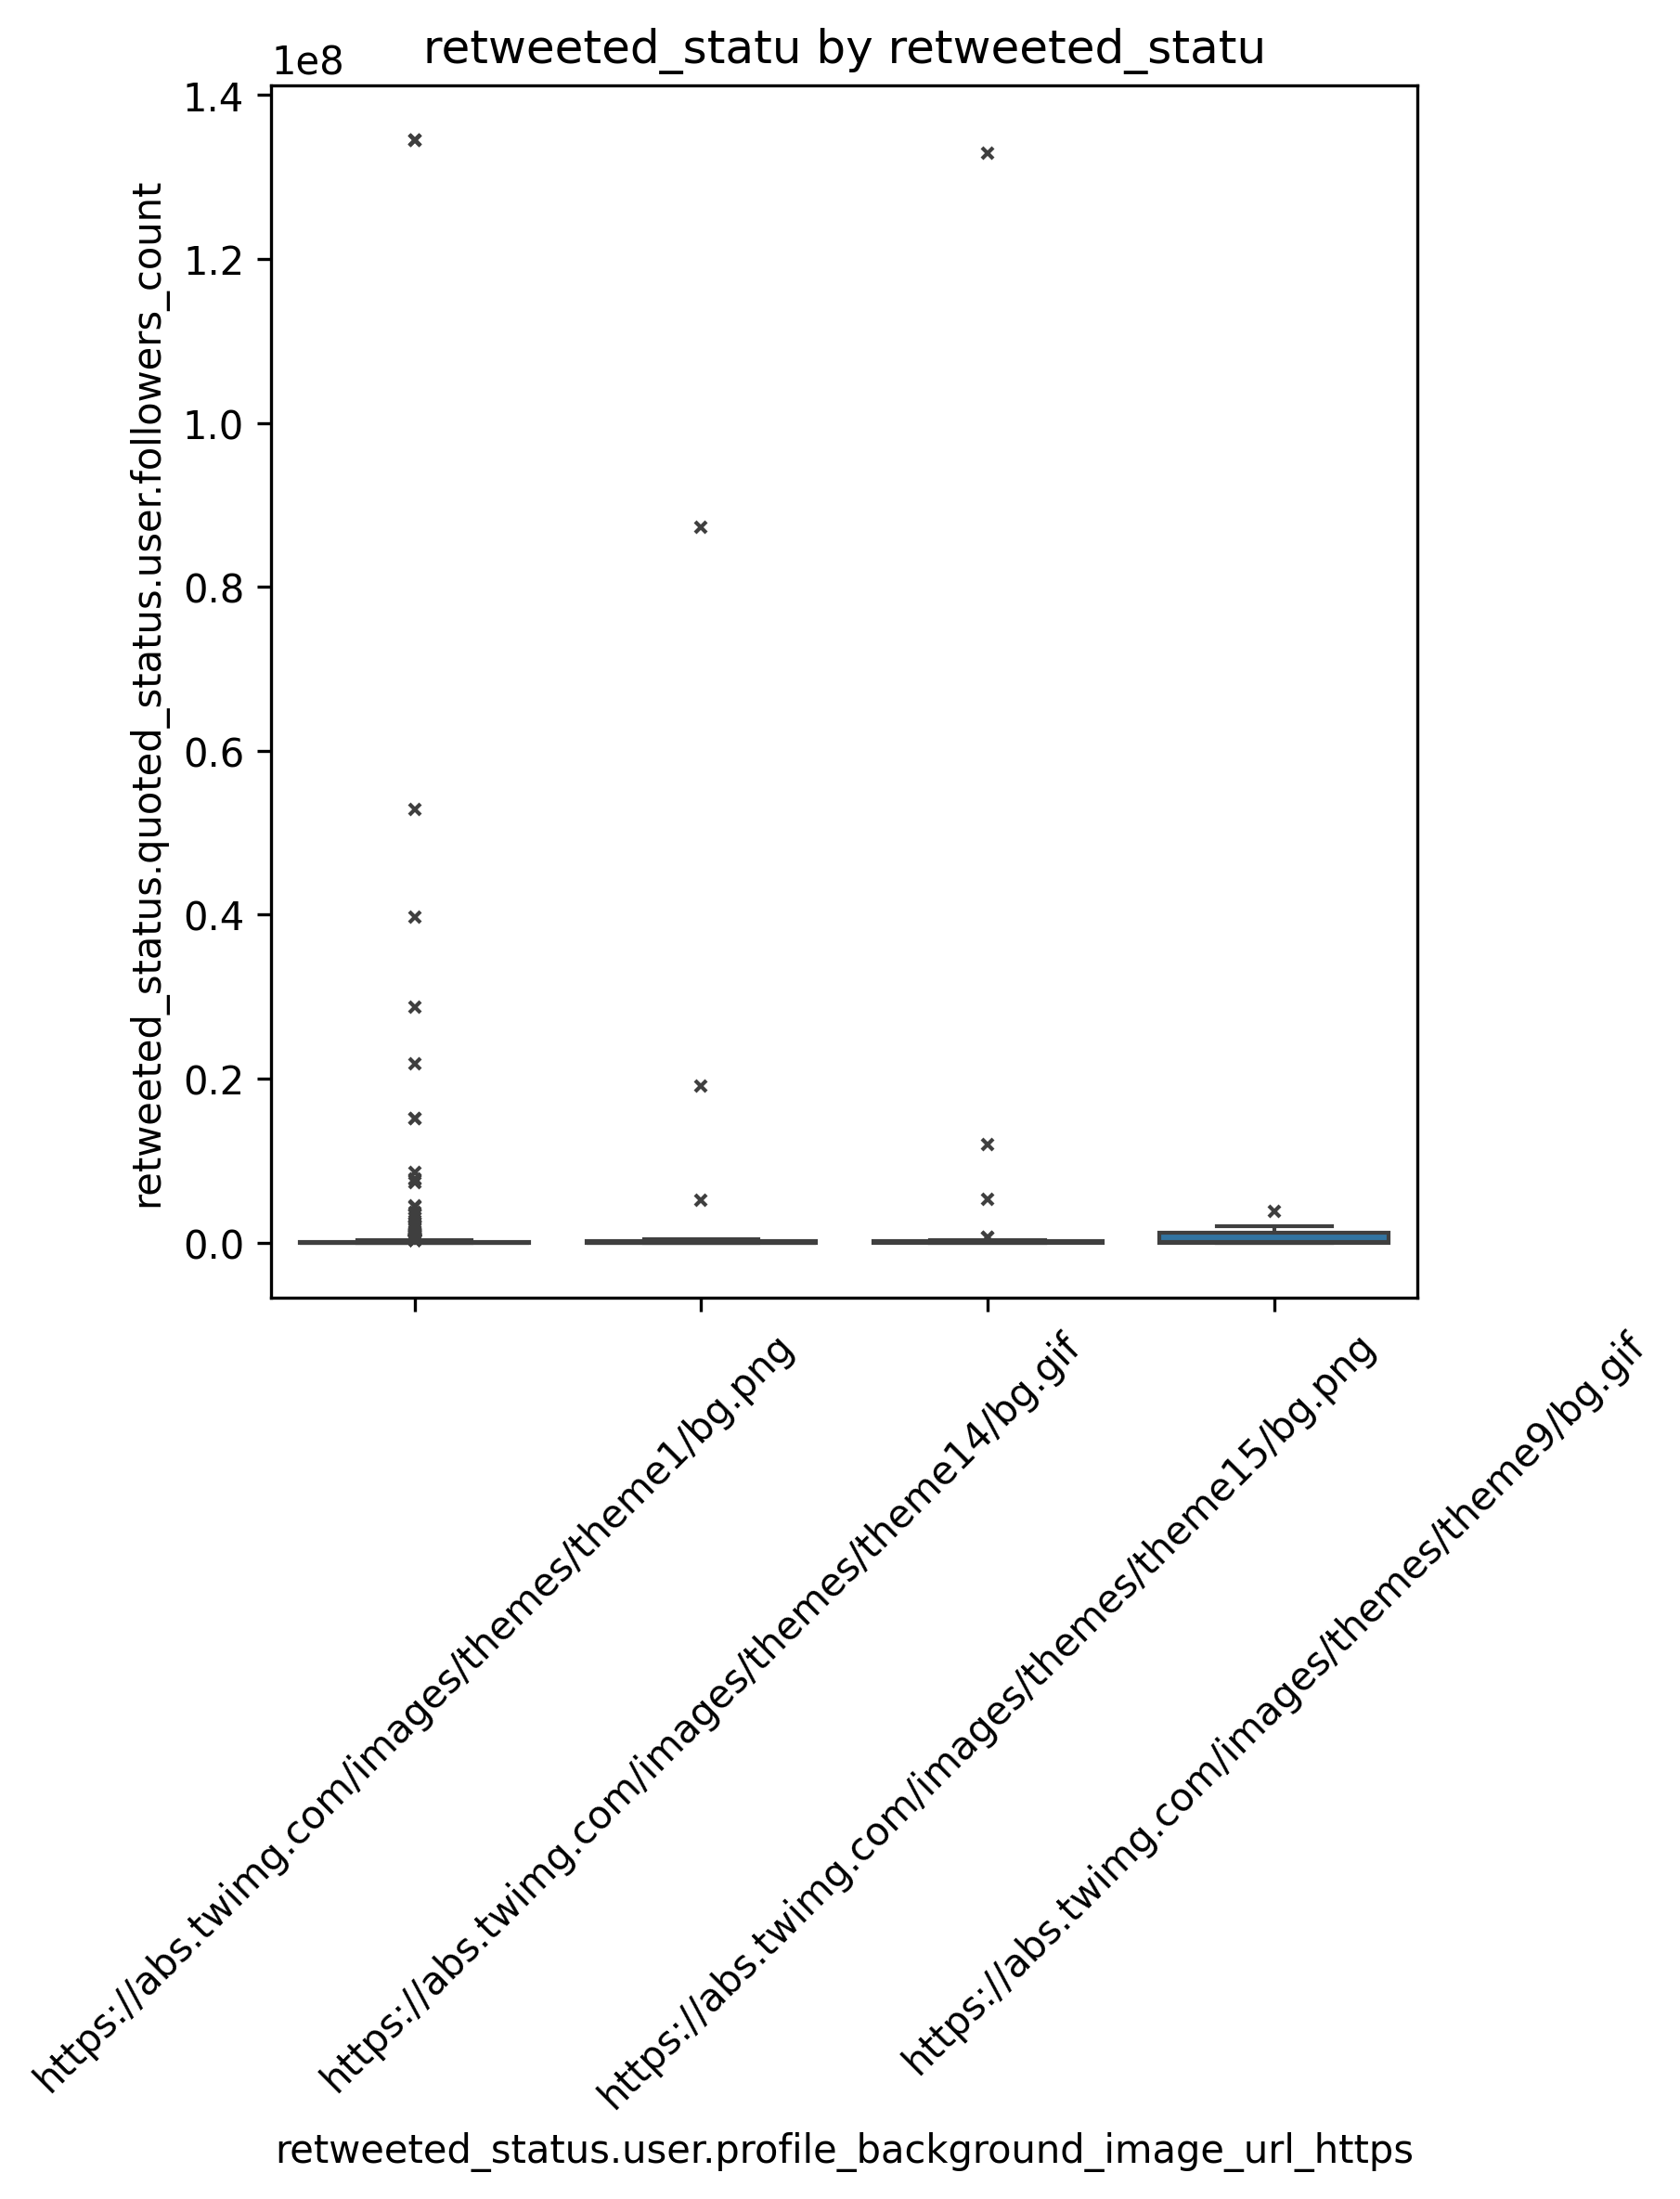 retweeted_statu by retweeted_statu
1e8
1.4
1.2
1.0
0.8
0.6
0.4
0.2
0.0
retweeted_status.quoted_status.user.followers_count
https://abs.twimg.com/images/themes/theme1/bg.png
https://abs.twimg.com/images/themes/theme14/bg.gif
https://abs.twimg.com/images/themes/theme15/bg.png
https://abs.twimg.com/images/themes/theme9/bg.gif
retweeted_status.user.profile_background_image_url_https